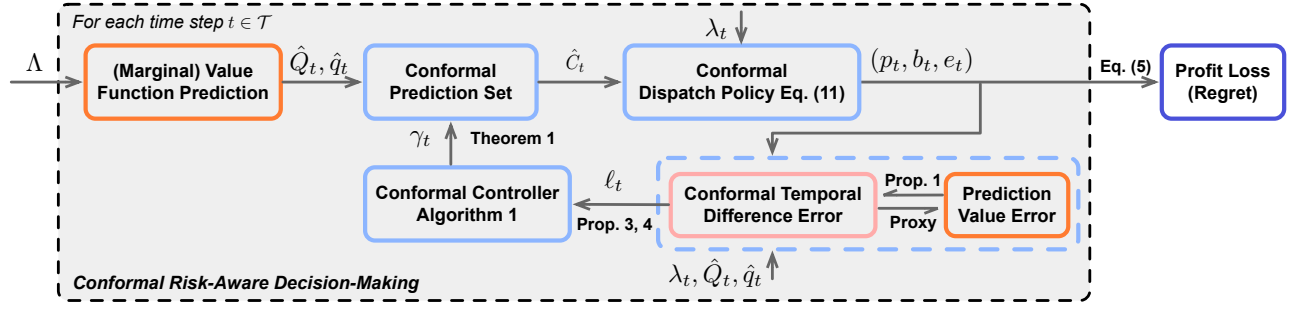 For each time step t ∈ 𝒯
Λ
(Marginal) Value
Function Prediction
Q̂_t, q̂_t
Conformal
Prediction Set
Ĉ_t
λ_t
Conformal
Dispatch Policy Eq. (11)
(p_t, b_t, e_t)
Eq. (5)
Profit Loss
(Regret)
γ_t
Theorem 1
Conformal Controller
Algorithm 1
ℓ_t
Prop. 3, 4
Conformal Temporal
Difference Error
Prop. 1
Proxy
Prediction
Value Error
λ_t, Q̂_t, q̂_t
Conformal Risk-Aware Decision-Making